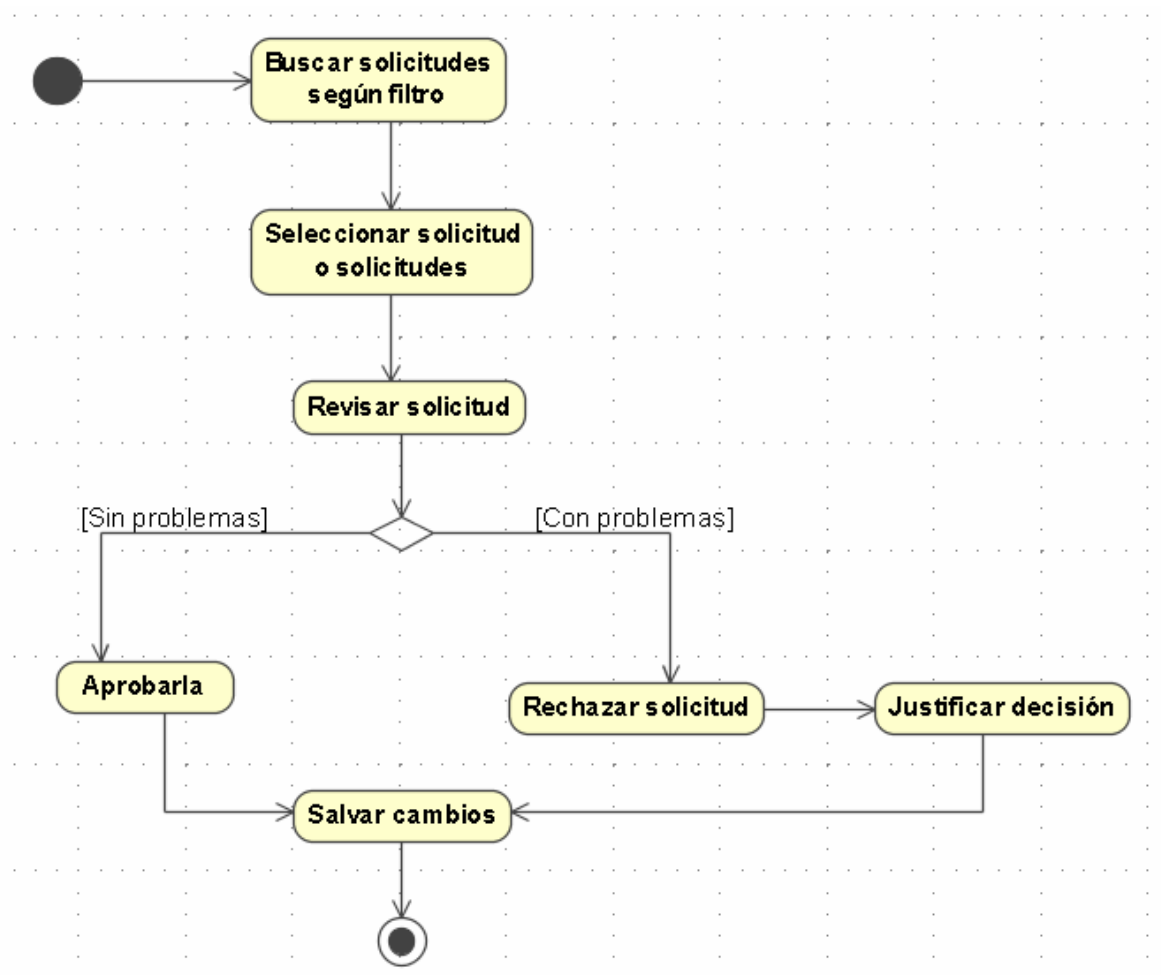 Buscar solicitudes
según filtro
Seleccionar solicitud
o solicitudes
Revisar solicitud
[Sin problemas]
[Con problemas]
Aprobarla
Rechazar solicitud
Justificar decisión
Salvar cambios